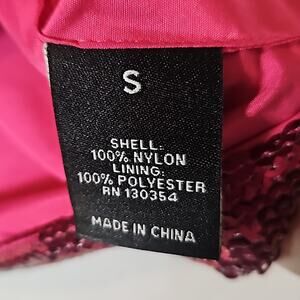 S
SHELL:
100% NYLON
LINING:
100% POLYESTER
RN 130354
MADE IN CHINA